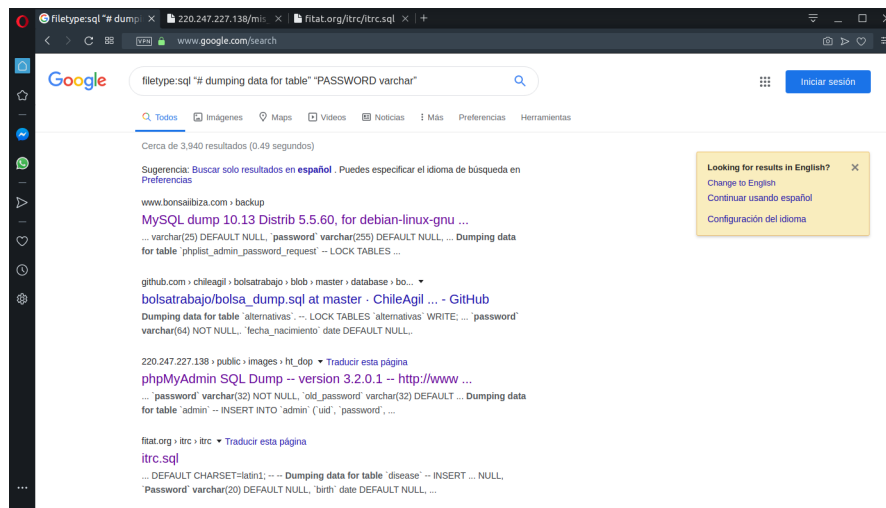 filetype:sql "# dump
220.247.227.138/mis_
fitat.org/itrc/itrc.sql
VPN
www.google.com/search
Google
filetype:sql “# dumping data for table” “PASSWORD varchar”
Iniciar sesión
Todos Imágenes Maps Videos Noticias Más Preferencias Herramientas
Cerca de 3,940 resultados (0.49 segundos)
Sugerencia: Buscar solo resultados en español . Puedes especificar el idioma de búsqueda en
Preferencias
www.bonsaiibiza.com › backup
MySQL dump 10.13 Distrib 5.5.60, for debian-linux-gnu ...
... varchar(25) DEFAULT NULL, `password` varchar(255) DEFAULT NULL, ... Dumping data
for table `phplist_admin_password_request` -- LOCK TABLES ...
github.com › chileagil › bolsatrabajo › blob › master › database › bo...
bolsatrabajo/bolsa_dump.sql at master · ChileAgil ... - GitHub
Dumping data for table `alternativas`. --. LOCK TABLES `alternativas` WRITE; ... `password`
varchar(64) NOT NULL,. `fecha_nacimiento` date DEFAULT NULL,.
220.247.227.138 › public › images › ht_dop Traducir esta página
phpMyAdmin SQL Dump -- version 3.2.0.1 -- http://www ...
... `password` varchar(32) NOT NULL, `old_password` varchar(32) DEFAULT ... Dumping data
for table `admin` -- INSERT INTO `admin` (`uid`, `password`, ...
fitat.org › itrc › itrc Traducir esta página
itrc.sql
... DEFAULT CHARSET=latin1; -- -- Dumping data for table `disease` -- INSERT ... NULL,
`Password` varchar(20) DEFAULT NULL, `birth` date DEFAULT NULL, ...
Looking for results in English?
Change to English
Continuar usando español
Configuración del idioma